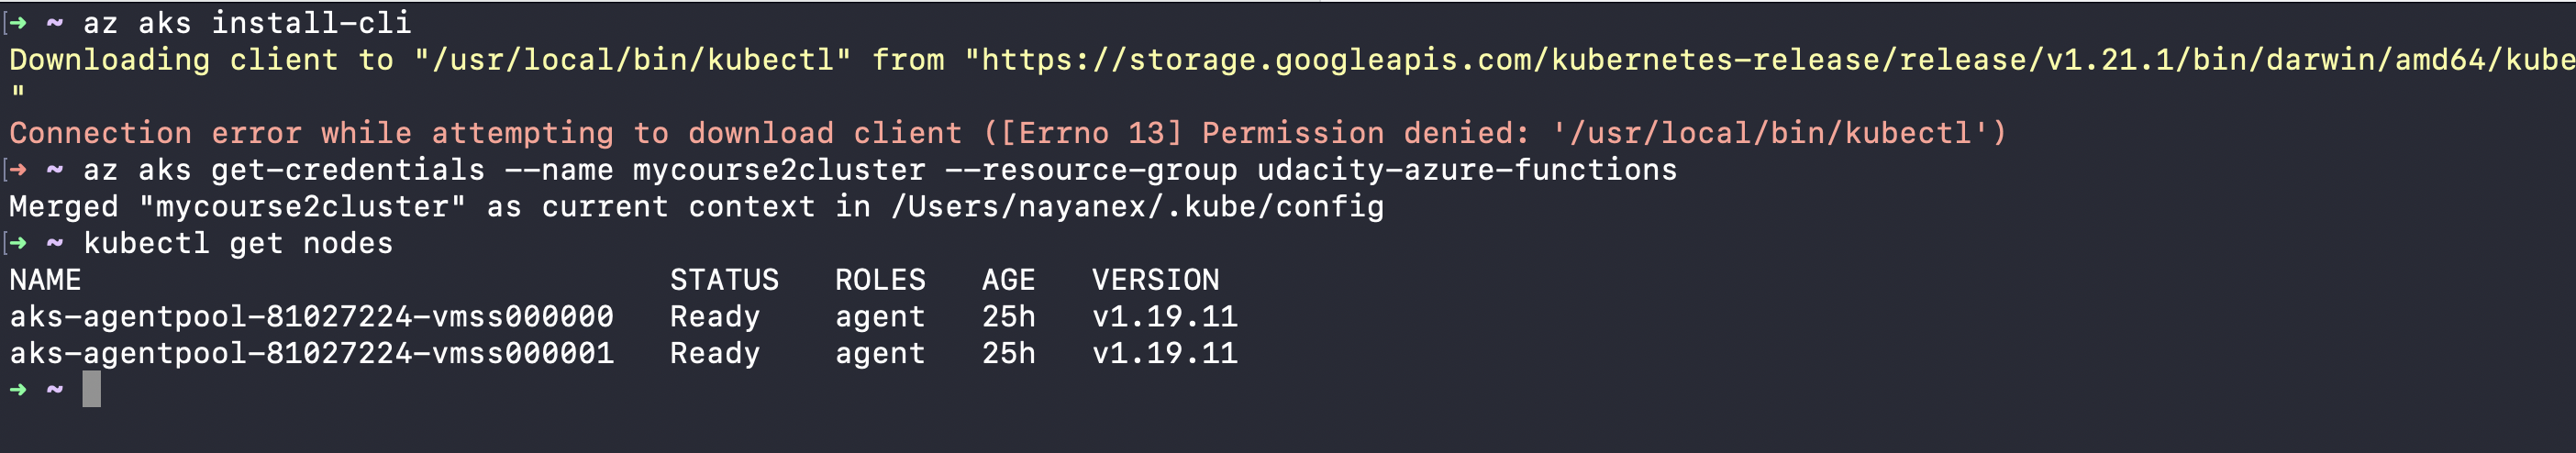 [➜ ~ az aks install-cli
Downloading client to "/usr/local/bin/kubectl" from "https://storage.googleapis.com/kubernetes-release/release/v1.21.1/bin/darwin/amd64/kube
"
Connection error while attempting to download client ([Errno 13] Permission denied: '/usr/local/bin/kubectl')
[➜ ~ az aks get-credentials --name mycourse2cluster --resource-group udacity-azure-functions
Merged "mycourse2cluster" as current context in /Users/nayanex/.kube/config
[➜ ~ kubectl get nodes
NAME STATUS ROLES AGE VERSION
aks-agentpool-81027224-vmss000000 Ready agent 25h v1.19.11
aks-agentpool-81027224-vmss000001 Ready agent 25h v1.19.11
➜ ~